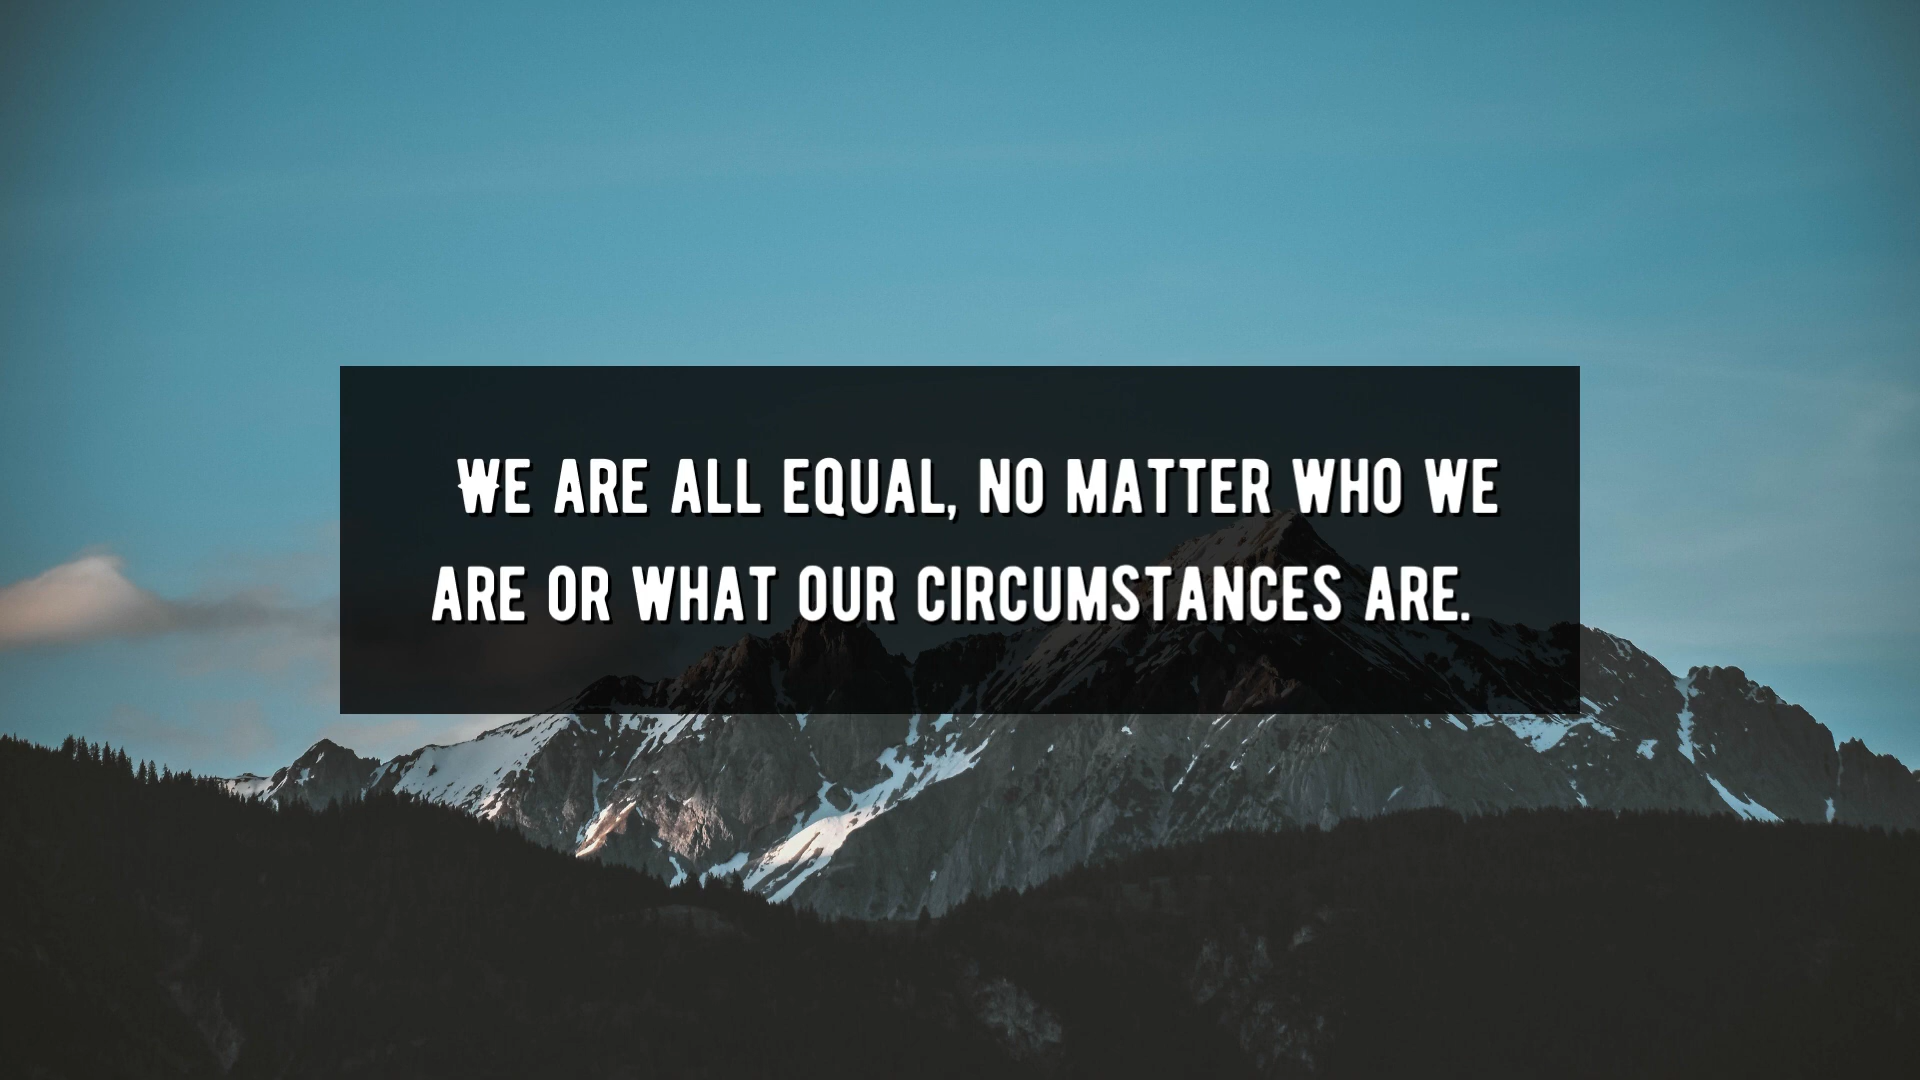 WE ARE ALL EQUAL, NO MATTER WHO WE
ARE OR WHAT OUR CIRCUMSTANCES ARE.